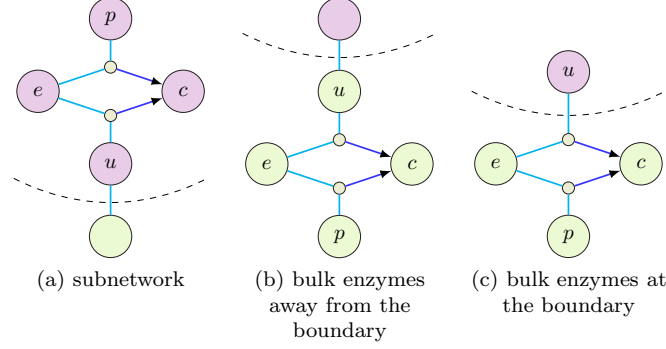 p
e
c
u
(a) subnetwork
u
e
c
p
(b) bulk enzymes
away from the
boundary
u
e
c
p
(c) bulk enzymes at
the boundary